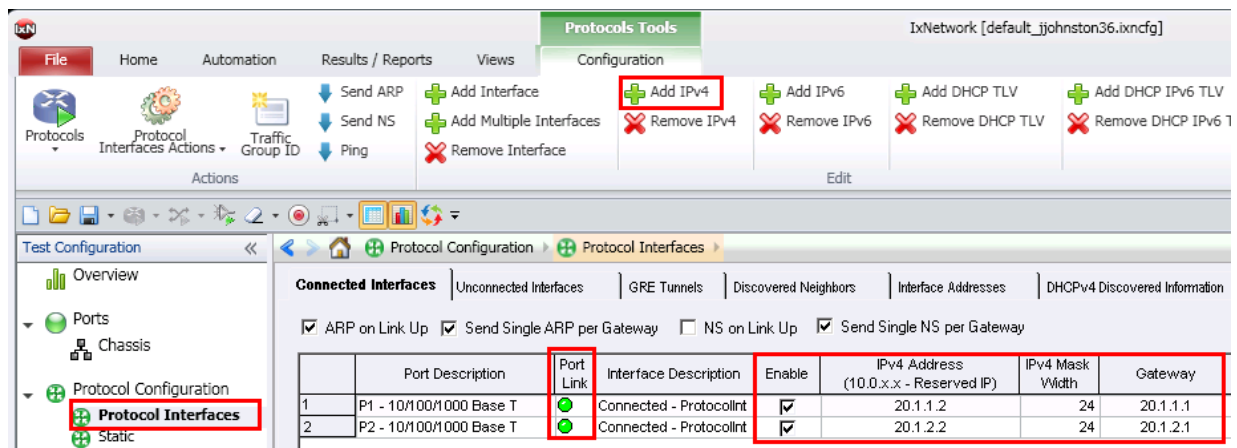 IxN
Protocols Tools
IxNetwork [default_jjohnston36.ixncfg]
File Home Automation Results / Reports Views Configuration
Send ARP Add Interface Add IPv4 Add IPv6 Add DHCP TLV Add DHCP IPv6 TLV
Send NS Add Multiple Interfaces Remove IPv4 Remove IPv6 Remove DHCP TLV Remove DHCP IPv6 T
Ping Remove Interface
Protocols
Protocol
Interfaces Actions
Traffic
Group ID
Actions Edit
Test Configuration « Protocol Configuration Protocol Interfaces
Overview
Ports
Chassis
Protocol Configuration
Protocol Interfaces
Static
Connected Interfaces Unconnected Interfaces GRE Tunnels Discovered Neighbors Interface Addresses DHCPv4 Discovered Information
ARP on Link Up Send Single ARP per Gateway NS on Link Up Send Single NS per Gateway
Port Description
Port
Link
Interface Description
Enable
IPv4 Address
(10.0.x.x - Reserved IP)
IPv4 Mask
Width
Gateway
1 P1 - 10/100/1000 Base T Connected - ProtocolInt 20.1.1.2 24 20.1.1.1
2 P2 - 10/100/1000 Base T Connected - ProtocolInt 20.1.2.2 24 20.1.2.1